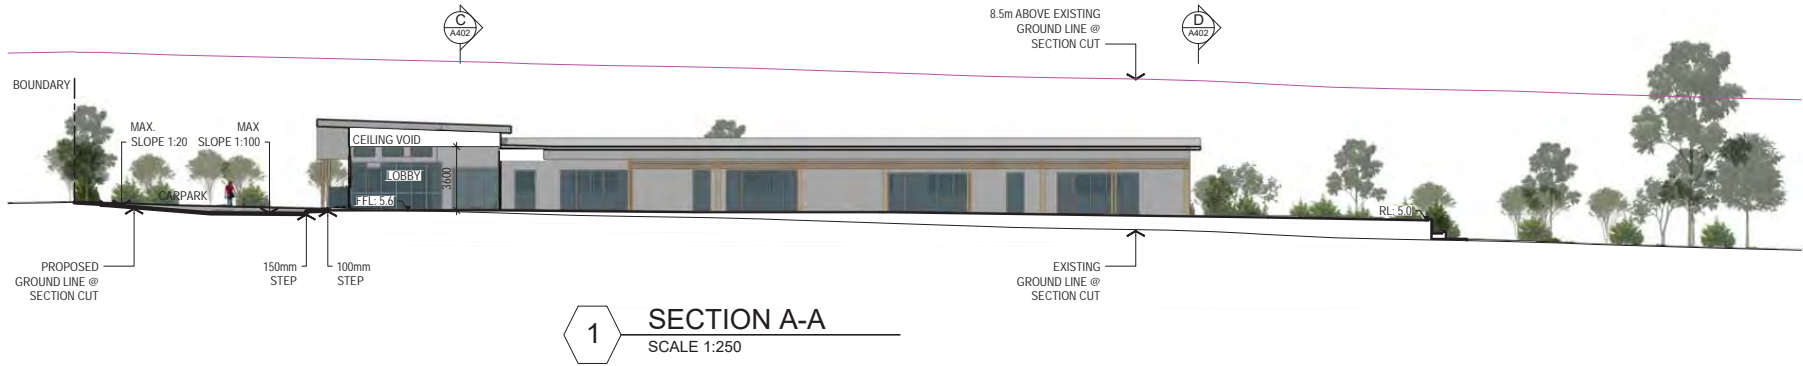 C
A402
8.5m ABOVE EXISTING
GROUND LINE @
SECTION CUT
D
A402
BOUNDARY
MAX.
SLOPE 1:20
MAX
SLOPE 1:100
CEILING VOID
LOBBY
3600
CARPARK
FFL: 5.6
RL: 5.0
PROPOSED
GROUND LINE @
SECTION CUT
150mm
STEP
100mm
STEP
EXISTING
GROUND LINE @
SECTION CUT
1
SECTION A-A
SCALE 1:250